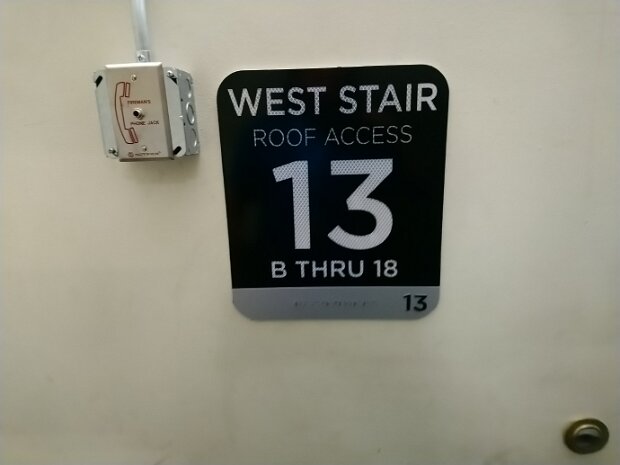 FIREMAN'S
PHONE JACK
WEST STAIR
ROOF ACCESS
13
B THRU 18
13